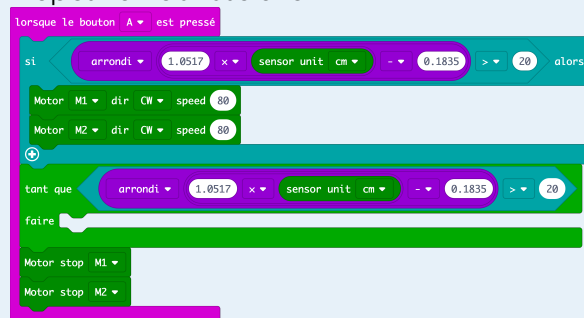 lorsque le bouton A est pressé
si arrondi 1.0517 × sensor unit cm - 0.1835 > 20 alors
Motor M1 dir CW speed 80
Motor M2 dir CW speed 80
tant que arrondi 1.0517 × sensor unit cm - 0.1835 > 20
faire
Motor stop M1
Motor stop M2